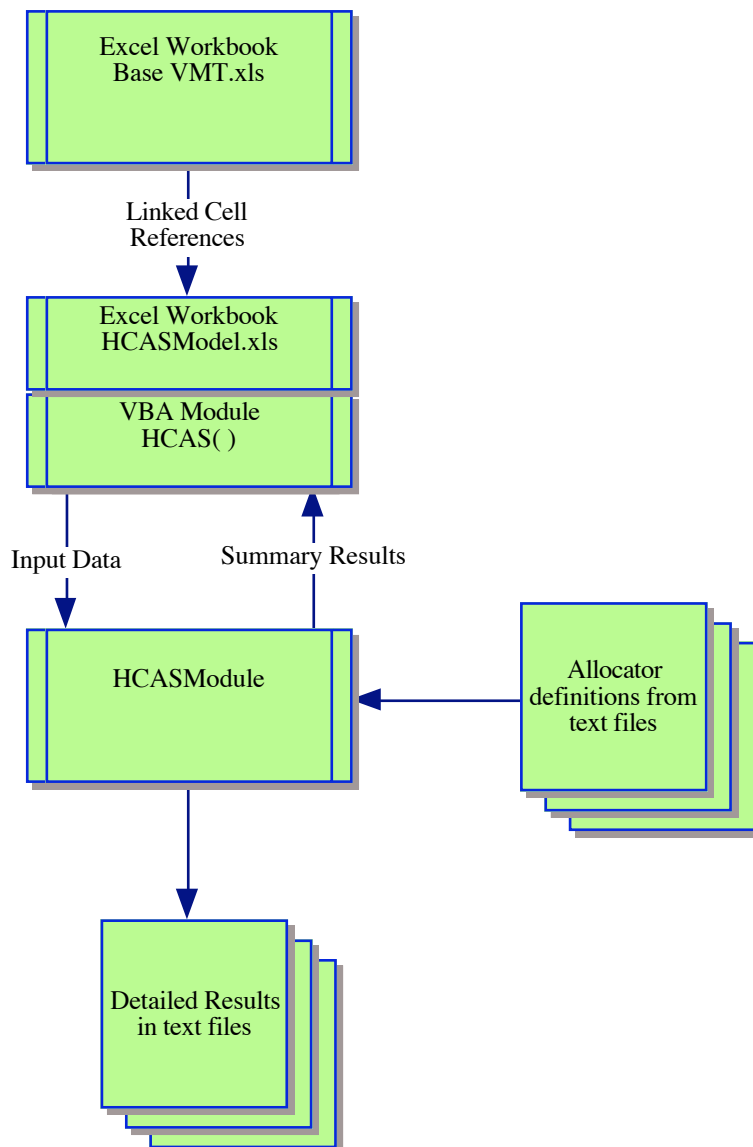 Excel Workbook
Base VMT.xls
Linked Cell
References
Excel Workbook
HCASModel.xls
VBA Module
HCAS( )
Input Data
Summary Results
HCASModule
Allocator
definitions from
text files
Detailed Results
in text files